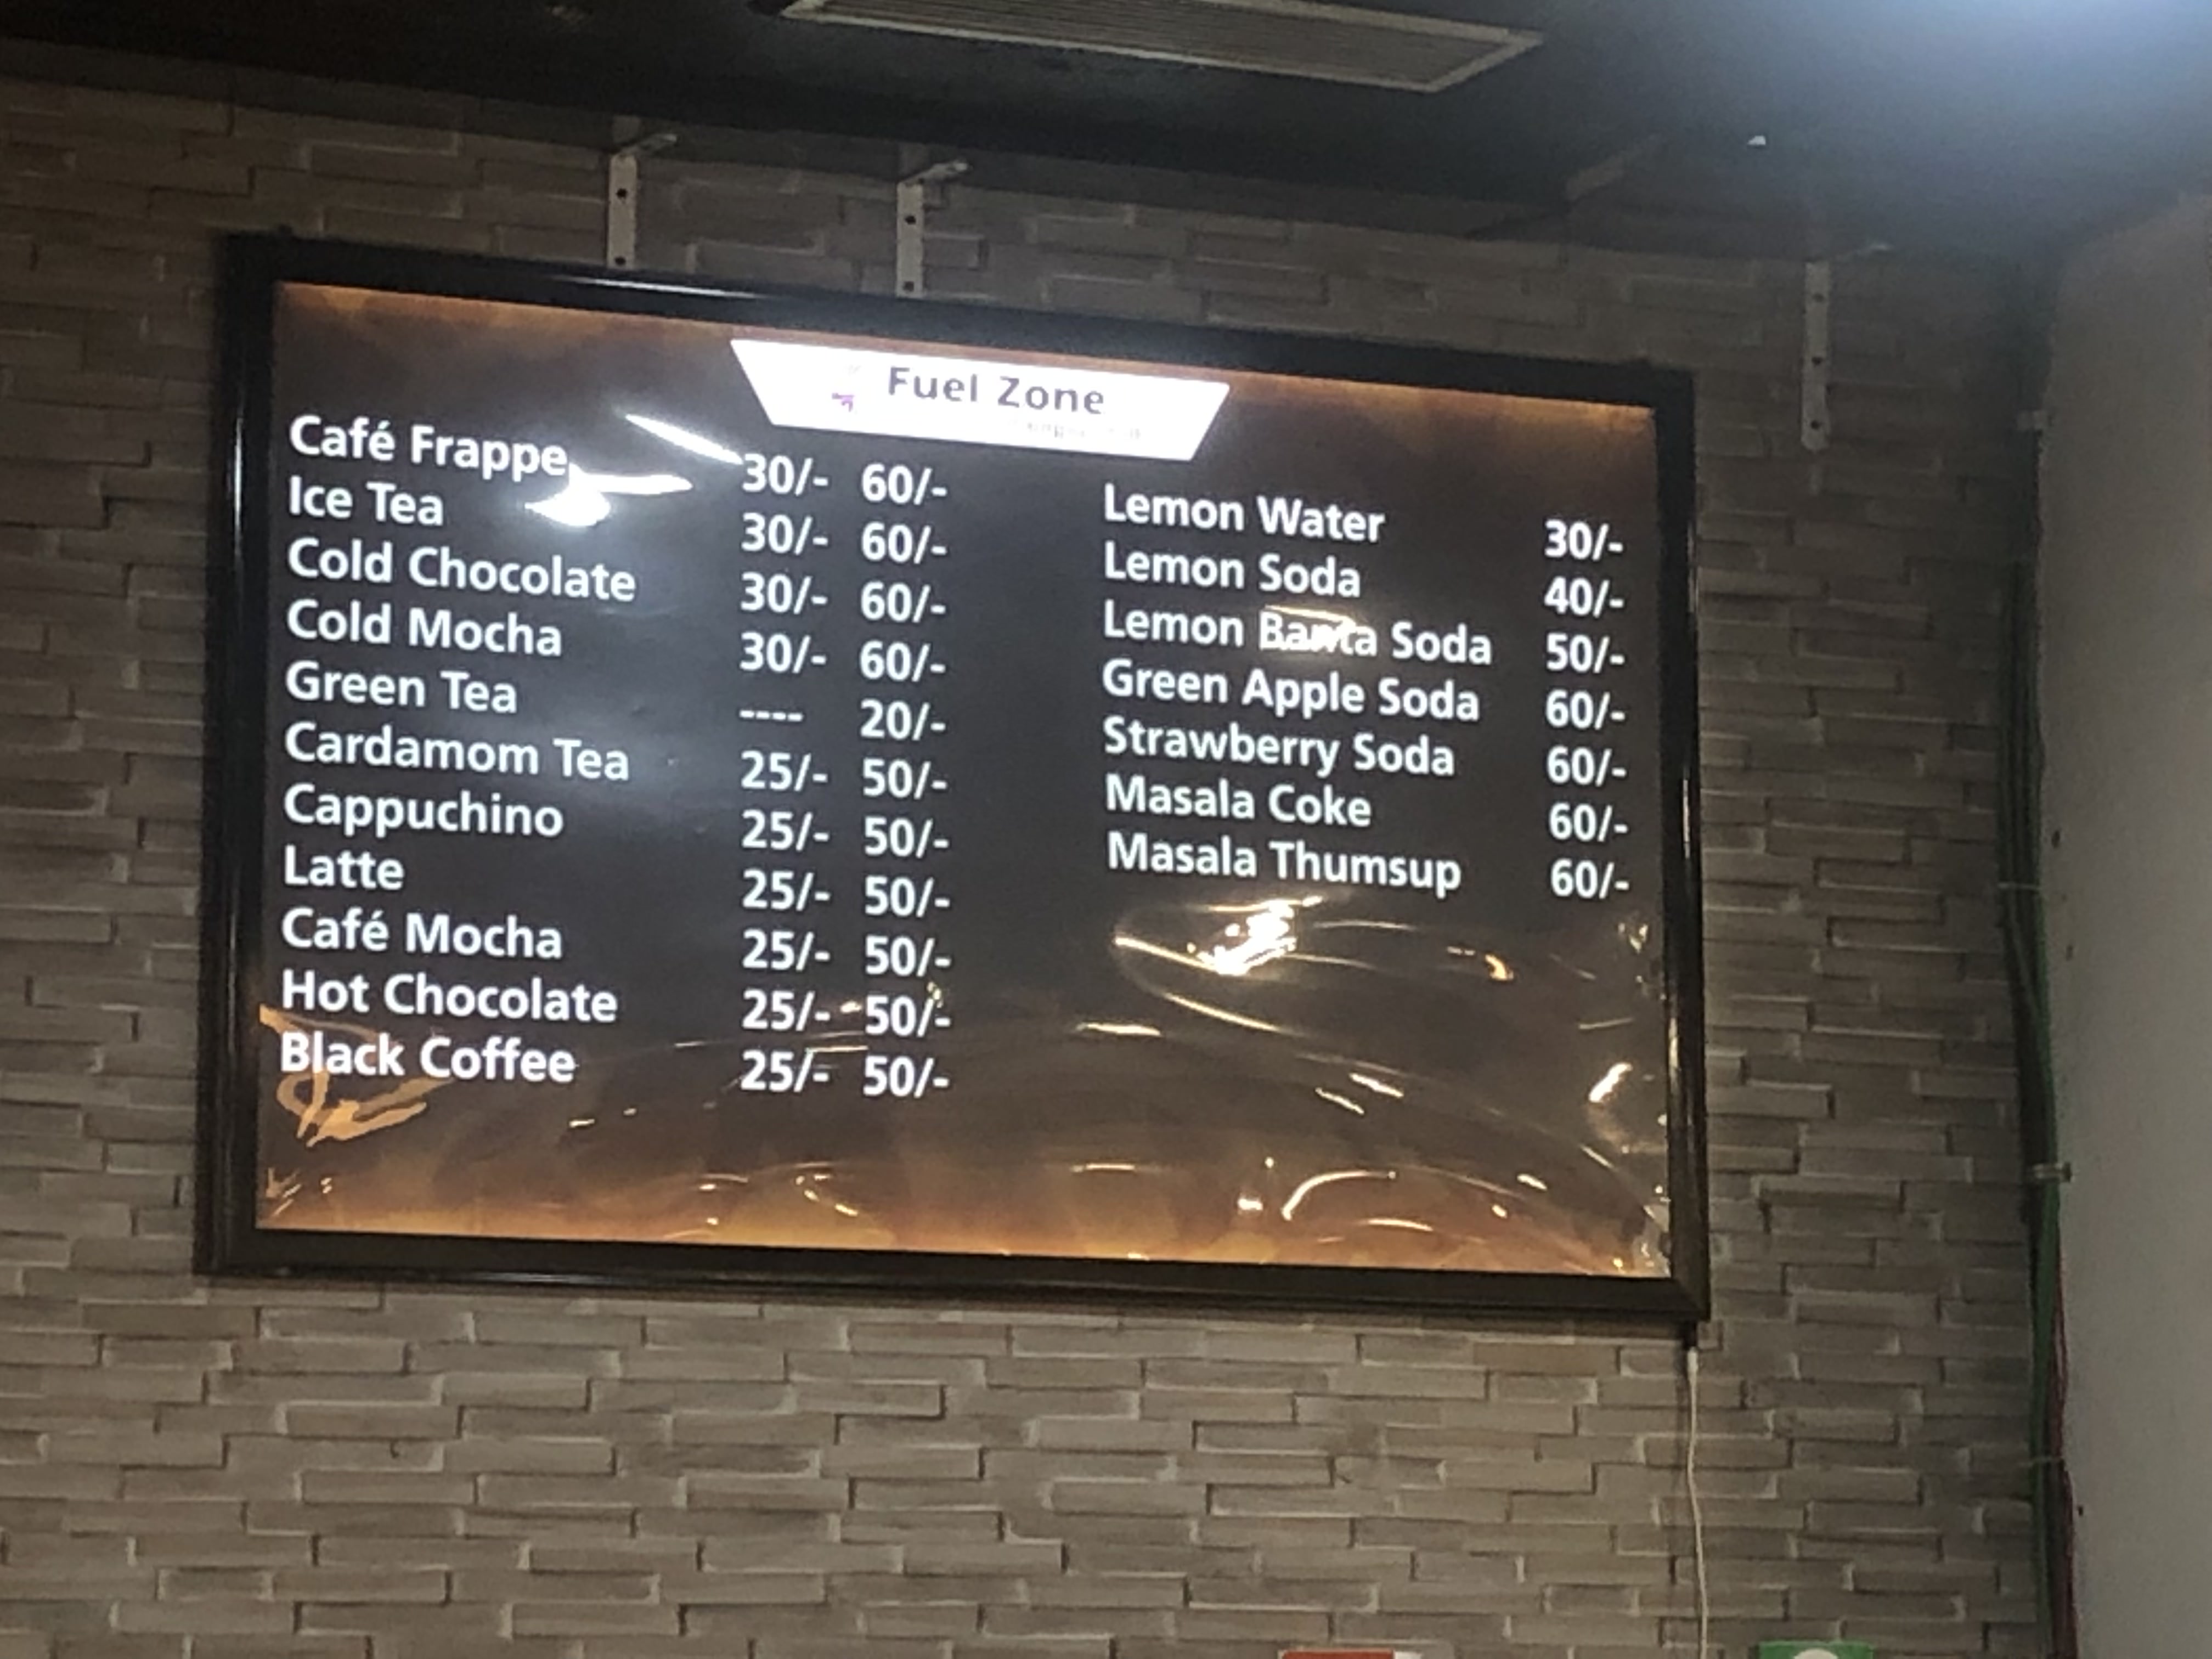 Fuel Zone
Café Frappe 30/- 60/-
Ice Tea 30/- 60/-
Cold Chocolate 30/- 60/-
Cold Mocha 30/- 60/-
Green Tea ---- 20/-
Cardamom Tea 25/- 50/-
Cappuchino 25/- 50/-
Latte 25/- 50/-
Café Mocha 25/- 50/-
Hot Chocolate 25/- 50/-
Black Coffee 25/- 50/-
Lemon Water 30/-
Lemon Soda 40/-
Lemon Banta Soda 50/-
Green Apple Soda 60/-
Strawberry Soda 60/-
Masala Coke 60/-
Masala Thumsup 60/-